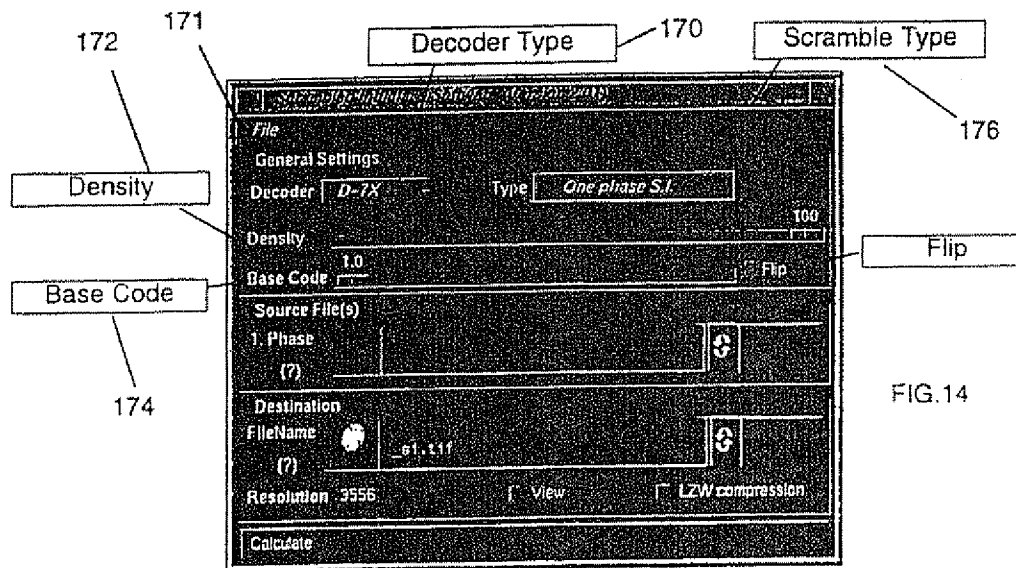 172
171
Decoder Type
170
Scramble Type
176
File
General Settings
Density
Decoder D-7X
Type One phase S.I.
100
Density
Flip
1.0
Base Code
Flip
Base Code
Source File(s)
1. Phase
(?)
174
FIG.14
Destination
FileName
_s1.tif
(?)
Resolution 3556
View
LZW compression
Calculate